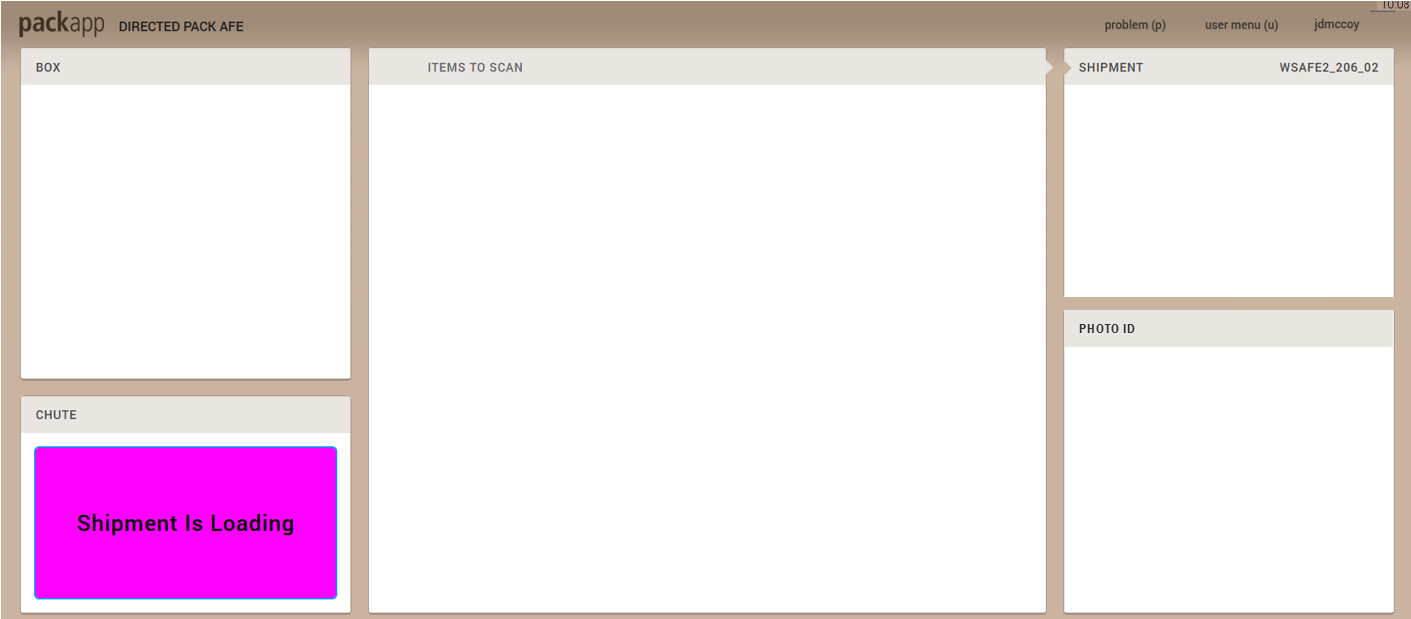 10:08
packapp DIRECTED PACK AFE problem (p) user menu (u) jdmccoy
BOX
ITEMS TO SCAN
SHIPMENT WSAFE2_206_02
PHOTO ID
CHUTE
Shipment Is Loading